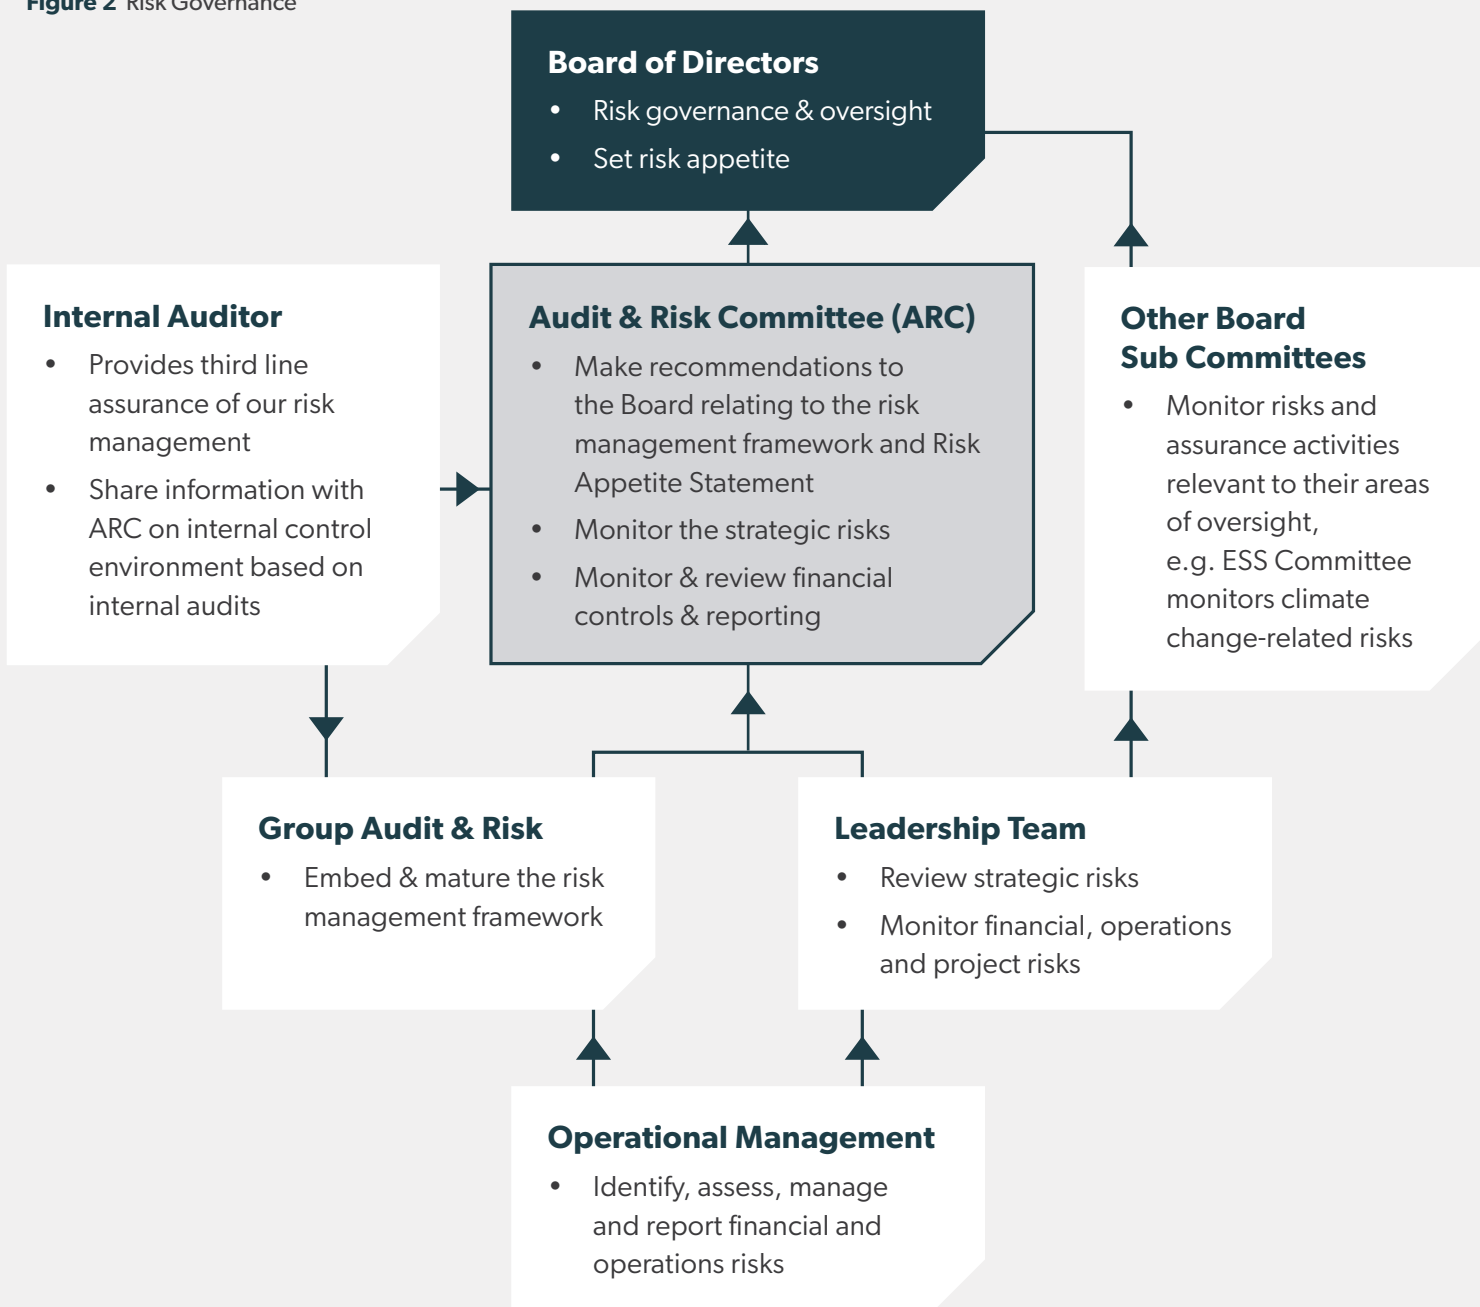 Figure 2 Risk Governance
Board of Directors
• Risk governance & oversight
• Set risk appetite
Internal Auditor
• Provides third line
assurance of our risk
management
• Share information with
ARC on internal control
environment based on
internal audits
Audit & Risk Committee (ARC)
• Make recommendations to
the Board relating to the risk
management framework and Risk
Appetite Statement
• Monitor the strategic risks
• Monitor & review financial
controls & reporting
Other Board
Sub Committees
• Monitor risks and
assurance activities
relevant to their areas
of oversight,
e.g. ESS Committee
monitors climate
change-related risks
Group Audit & Risk
• Embed & mature the risk
management framework
Leadership Team
• Review strategic risks
• Monitor financial, operations
and project risks
Operational Management
• Identify, assess, manage
and report financial and
operations risks